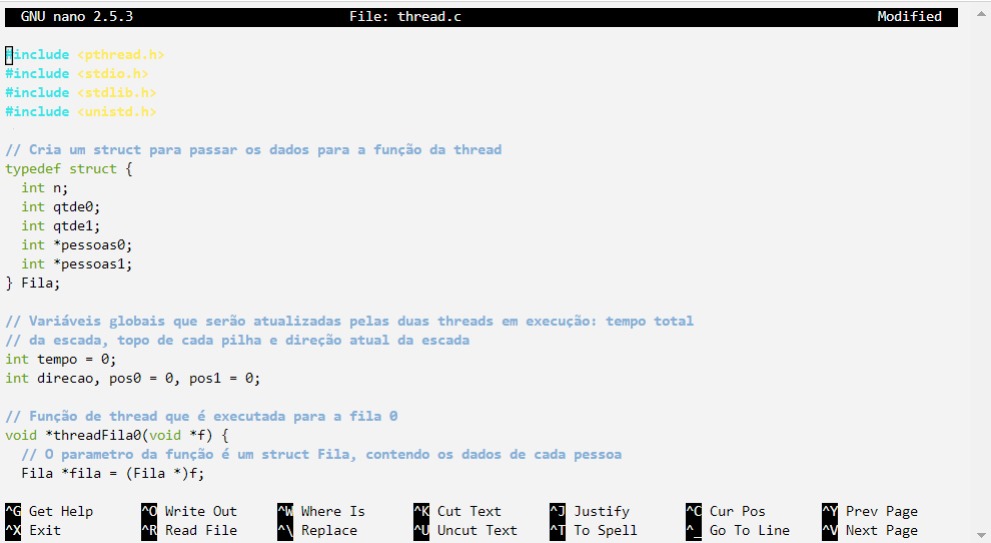 GNU nano 2.5.3 File: thread.c Modified
#include <pthread.h>
#include <stdio.h>
#include <stdlib.h>
#include <unistd.h>
// Cria um struct para passar os dados para a função da thread
typedef struct {
  int n;
  int qtde0;
  int qtde1;
  int *pessoas0;
  int *pessoas1;
} Fila;
// Variáveis globais que serão atualizadas pelas duas threads em execução: tempo total
// da escada, topo de cada pilha e direção atual da escada
int tempo = 0;
int direcao, pos0 = 0, pos1 = 0;
// Função de thread que é executada para a fila 0
void *threadFila0(void *f) {
  // O parametro da função é um struct Fila, contendo os dados de cada pessoa
  Fila *fila = (Fila *)f;
^G Get Help ^O Write Out ^W Where Is ^K Cut Text ^J Justify ^C Cur Pos ^Y Prev Page
^X Exit ^R Read File ^\ Replace ^U Uncut Text ^T To Spell ^_ Go To Line ^V Next Page